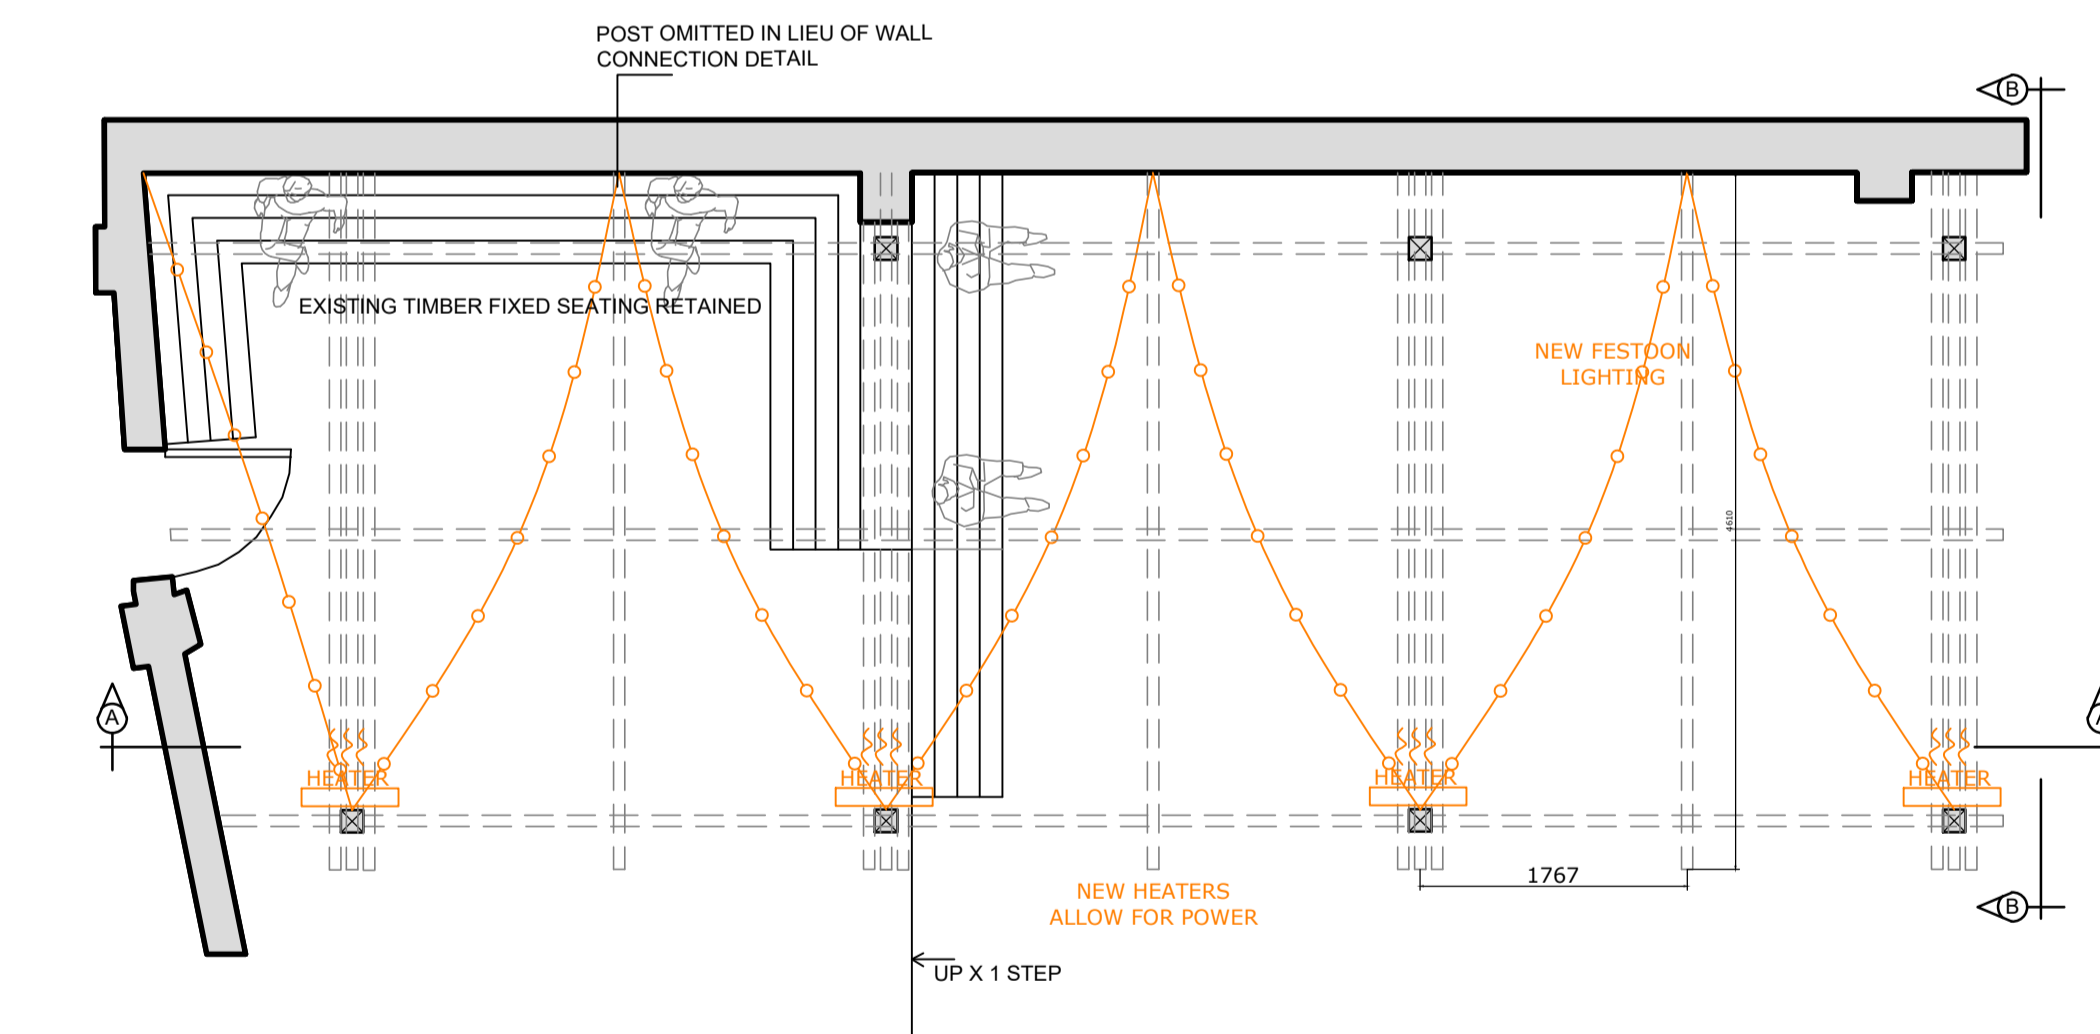 POST OMITTED IN LIEU OF WALL
CONNECTION DETAIL
B
EXISTING TIMBER FIXED SEATING RETAINED
NEW FESTOON
LIGHTING
4610
A
A
HEATER
HEATER
HEATER
HEATER
1767
NEW HEATERS
ALLOW FOR POWER
B
UP X 1 STEP